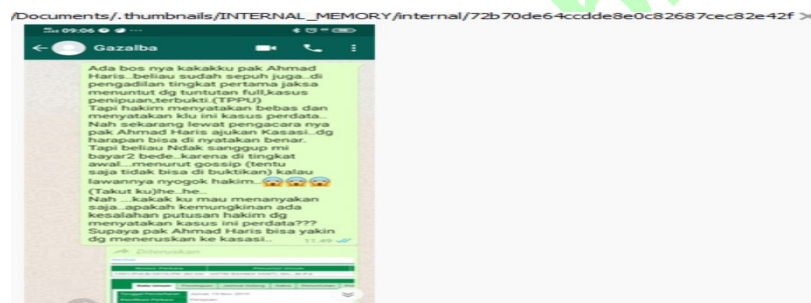 /Documents/.thumbnails/INTERNAL_MEMORY/internal/72b70de64ccdde8e0c82687cec82e42f
09:06
Gazalba
Ada bos nya kakakku pak Ahmad
Haris..beliau sudah sepuh juga..di
pengadilan tingkat pertama jaksa
menuntut dg tuntutan full,kasus
penipuan,terbukti.(TPPU)
Tapi hakim menyatakan bebas dan
menyatakan klu ini kasus perdata..
Nah sekarang lewat pengacara nya
pak Ahmad Haris ajukan Kasasi..dg
harapan bisa di nyatakan benar.
Tapi beliau Ndak sanggup mi
bayar2 bede..karena di tingkat
awal....menurut gossip (tentu
saja tidak bisa di buktikan) kalau
lawannya nyogok hakim..😱😱😱
(Takut ku)he..he..
Nah ....kakak ku mau menanyakan
saja..apakah kemungkinan ada
kesalahan putusan hakim dg
menyatakan kasus ini perdata???
Supaya pak Ahmad Haris bisa yakin
dg meneruskan ke kasasi..
11.49
Diteruskan